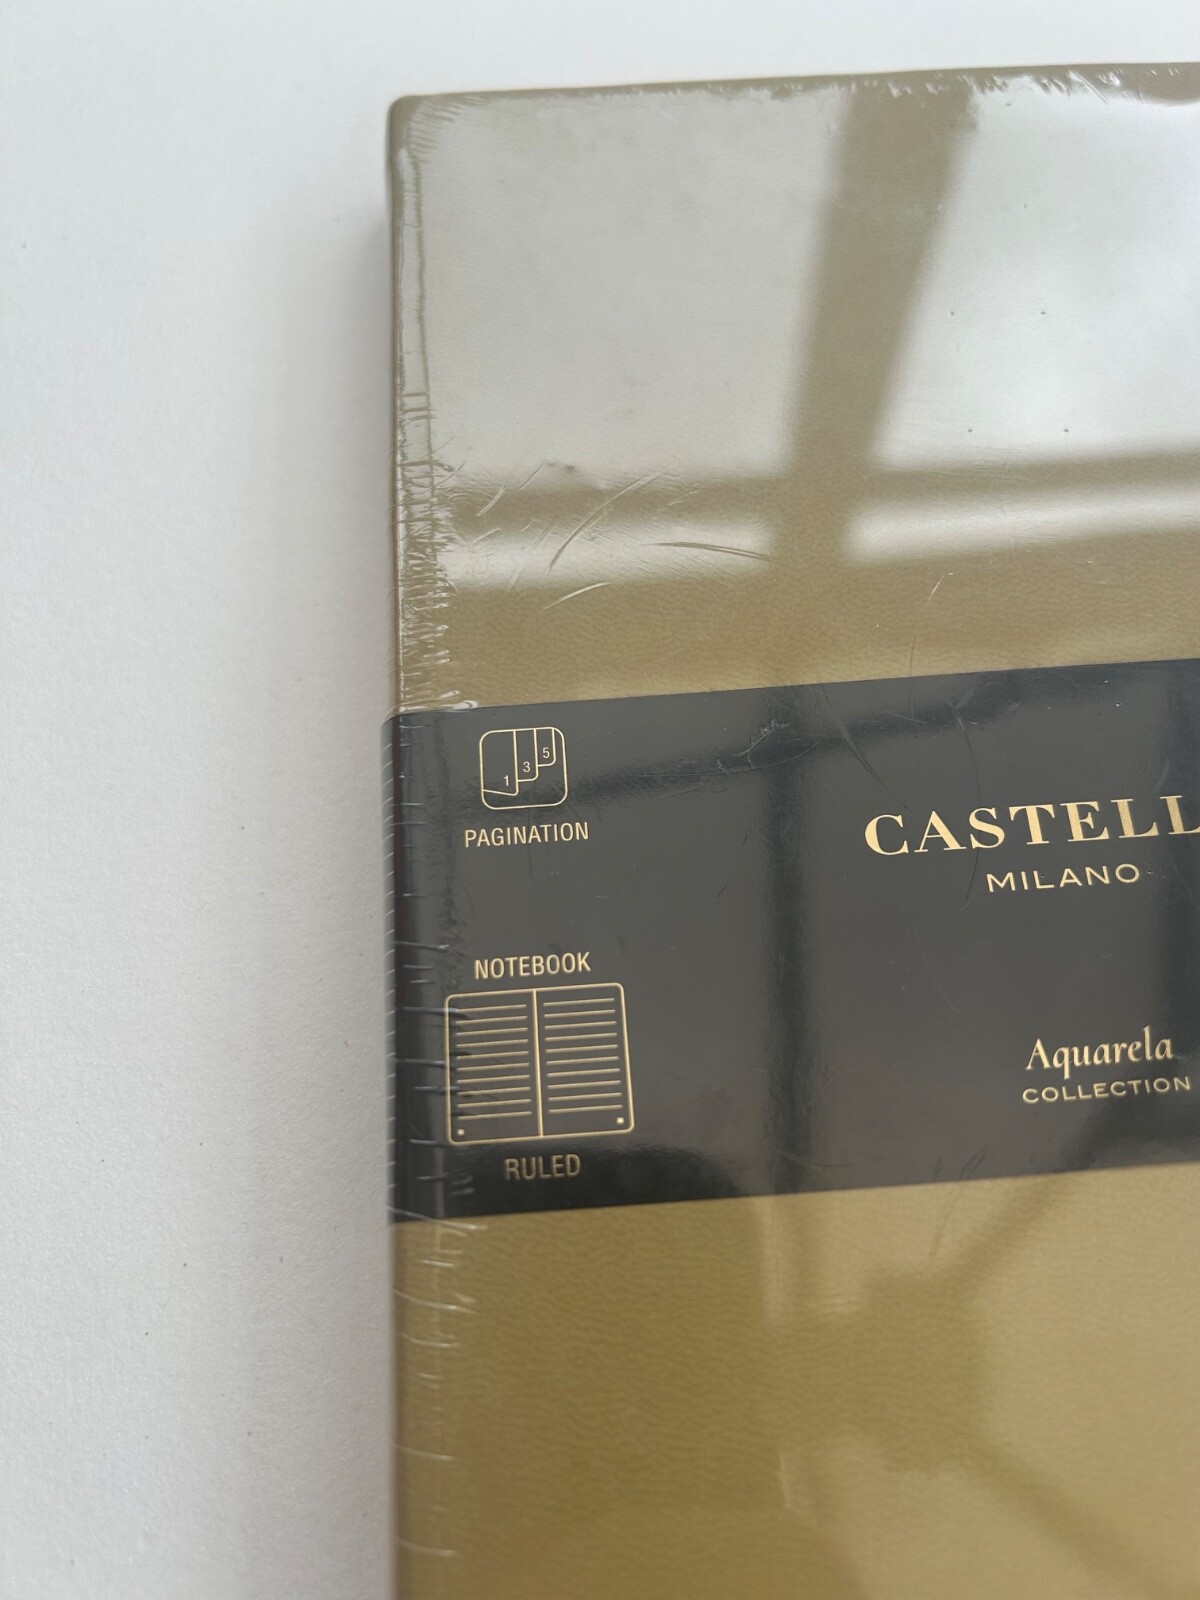 1 3 5
PAGINATION
CASTELL
MILANO
NOTEBOOK
RULED
Aquarela
COLLECTION